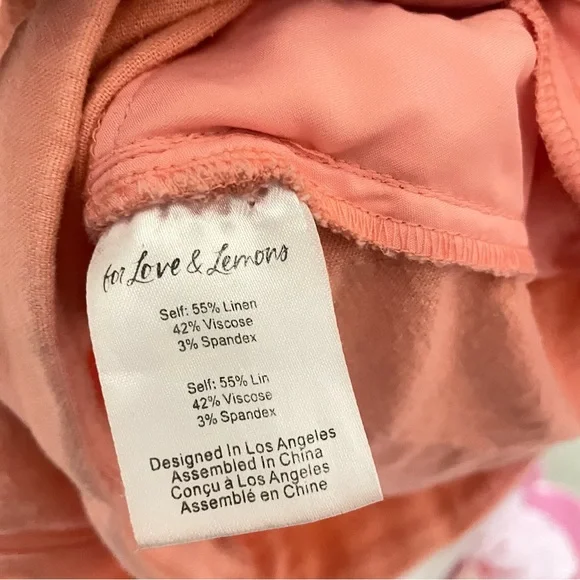 for Love & Lemons
Self: 55% Linen
42% Viscose
3% Spandex
Self: 55% Lin
42% Viscose
3% Spandex
Designed In Los Angeles
Assembled In China
Conçu à Los Angeles
Assemblé en Chine